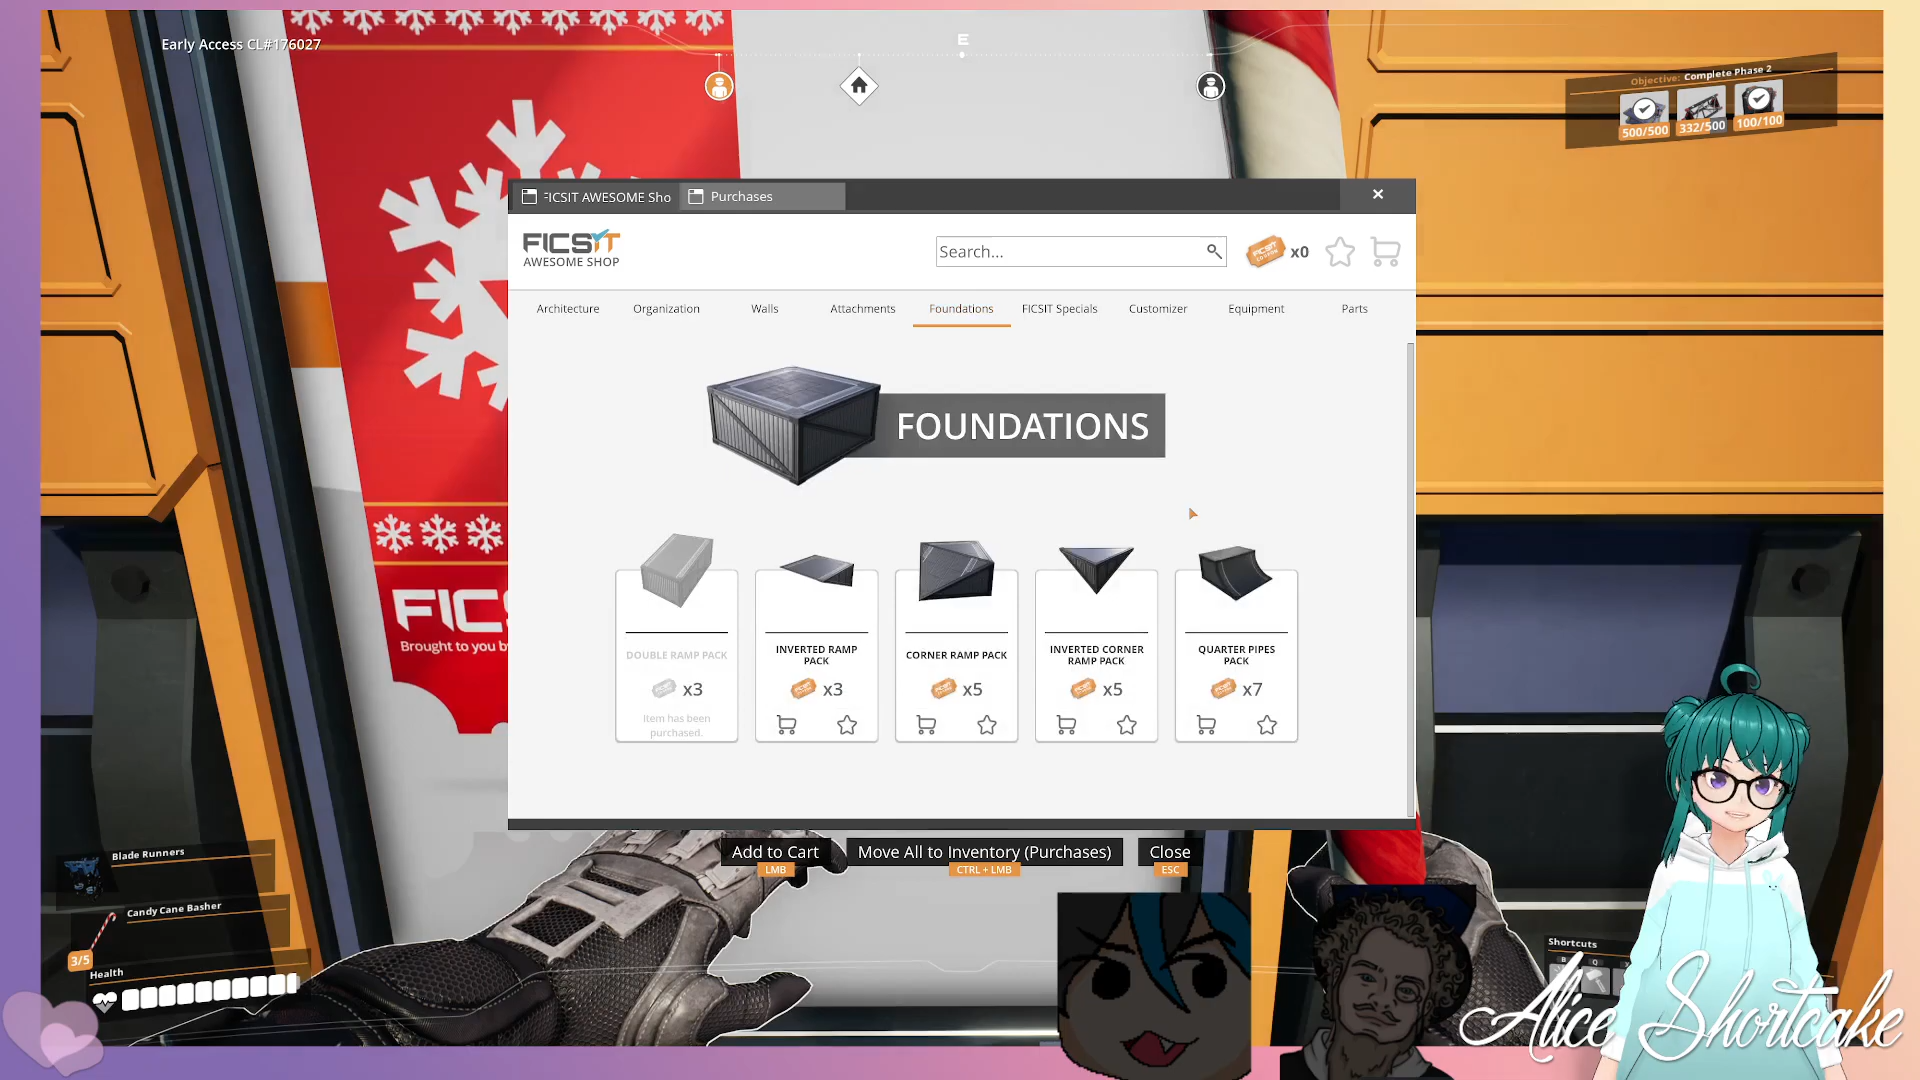 Early Access CL#176027
E
Objective: Complete Phase 2
500/500 332/500 100/100
FICSIT AWESOME Sho
Purchases
FICSIT
AWESOME SHOP
Search...
x0
Architecture
Organization
Walls
Attachments
Foundations
FICSIT Specials
Customizer
Equipment
Parts
FOUNDATIONS
DOUBLE RAMP PACK
x3
Item has been
purchased.
INVERTED RAMP
PACK
x3
CORNER RAMP PACK
x5
INVERTED CORNER
RAMP PACK
x5
QUARTER PIPES
PACK
x7
FICS
Brought to you by
Add to Cart
LMB
Move All to Inventory (Purchases)
CTRL + LMB
Close
ESC
Blade Runners
Candy Cane Basher
3/5
Health
Shortcuts
Alice Shortcake